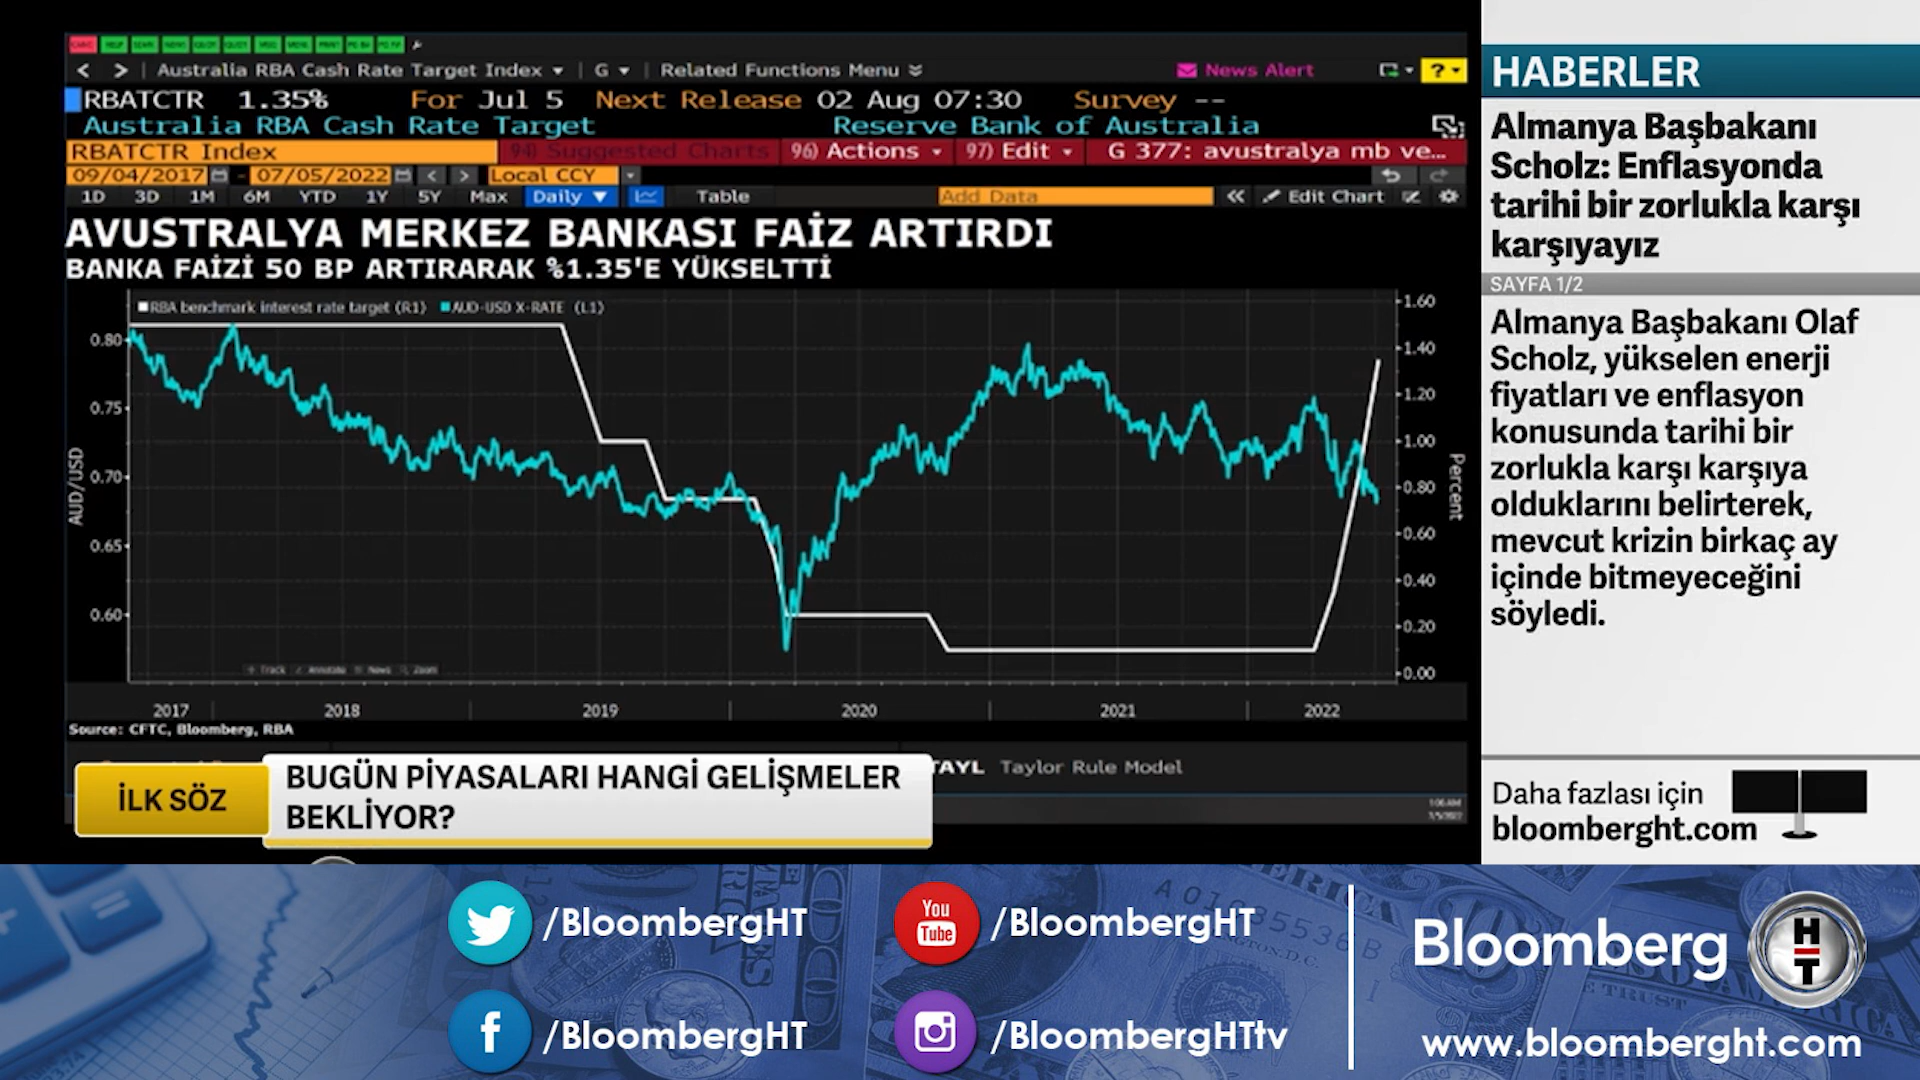 HELP
Australia RBA Cash Rate Target Index
G
Related Functions Menu
News Alert
?
RBATCTR 1.35% For Jul 5 Next Release 02 Aug 07:30 Survey --
Australia RBA Cash Rate Target Reserve Bank of Australia
RBATCTR Index 94) Suggested Charts 96) Actions 97) Edit G 377: avustralya mb ve...
09/04/2017 - 07/05/2022 Local CCY
1D 3D 1M 6M YTD 1Y 5Y Max Daily Table Add Data Edit Chart
AVUSTRALYA MERKEZ BANKASI FAİZ ARTIRDI
BANKA FAİZİ 50 BP ARTIRARAK %1.35'E YÜKSELTTİ
RBA benchmark interest rate target (R1) AUD-USD X-RATE (L1)
0.80
0.75
0.70
0.65
0.60
AUD/USD
1.60
1.40
1.20
1.00
0.80
0.60
0.40
0.20
0.00
Percent
Track Annotate News Zoom
2017 2018 2019 2020 2021 2022
Source: CFTC, Bloomberg, RBA
TAYL Taylor Rule Model
İLK SÖZ
BUGÜN PİYASALARI HANGİ GELİŞMELER
BEKLİYOR?
HABERLER
Almanya Başbakanı
Scholz: Enflasyonda
tarihi bir zorlukla karşı
karşıyayız
SAYFA 1/2
Almanya Başbakanı Olaf
Scholz, yükselen enerji
fiyatları ve enflasyon
konusunda tarihi bir
zorlukla karşı karşıya
olduklarını belirterek,
mevcut krizin birkaç ay
içinde bitmeyeceğini
söyledi.
Daha fazlası için
bloomberght.com
/BloombergHT
You
Tube
/BloombergHT
f
/BloombergHT
/BloombergHTtv
Bloomberg
HT
www.bloomberght.com